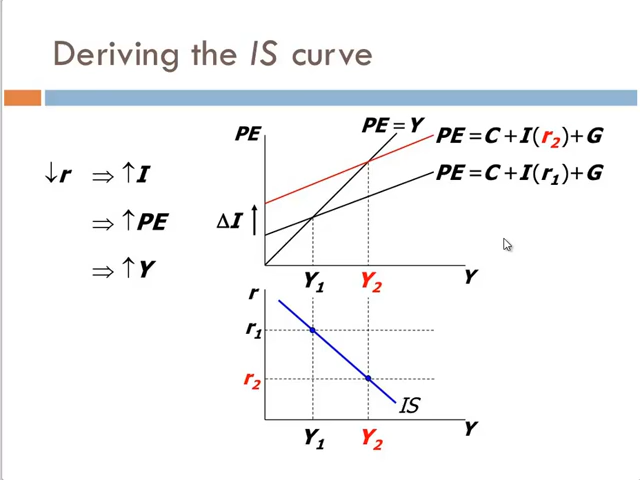 Deriving the IS curve
↓r ⇒ ↑I
⇒ ↑PE
⇒ ↑Y
PE
PE = Y
PE = C + I(r₂) + G
PE = C + I(r₁) + G
ΔI
Y₁ Y₂ Y
r
r₁
r₂
IS
Y₁ Y₂ Y